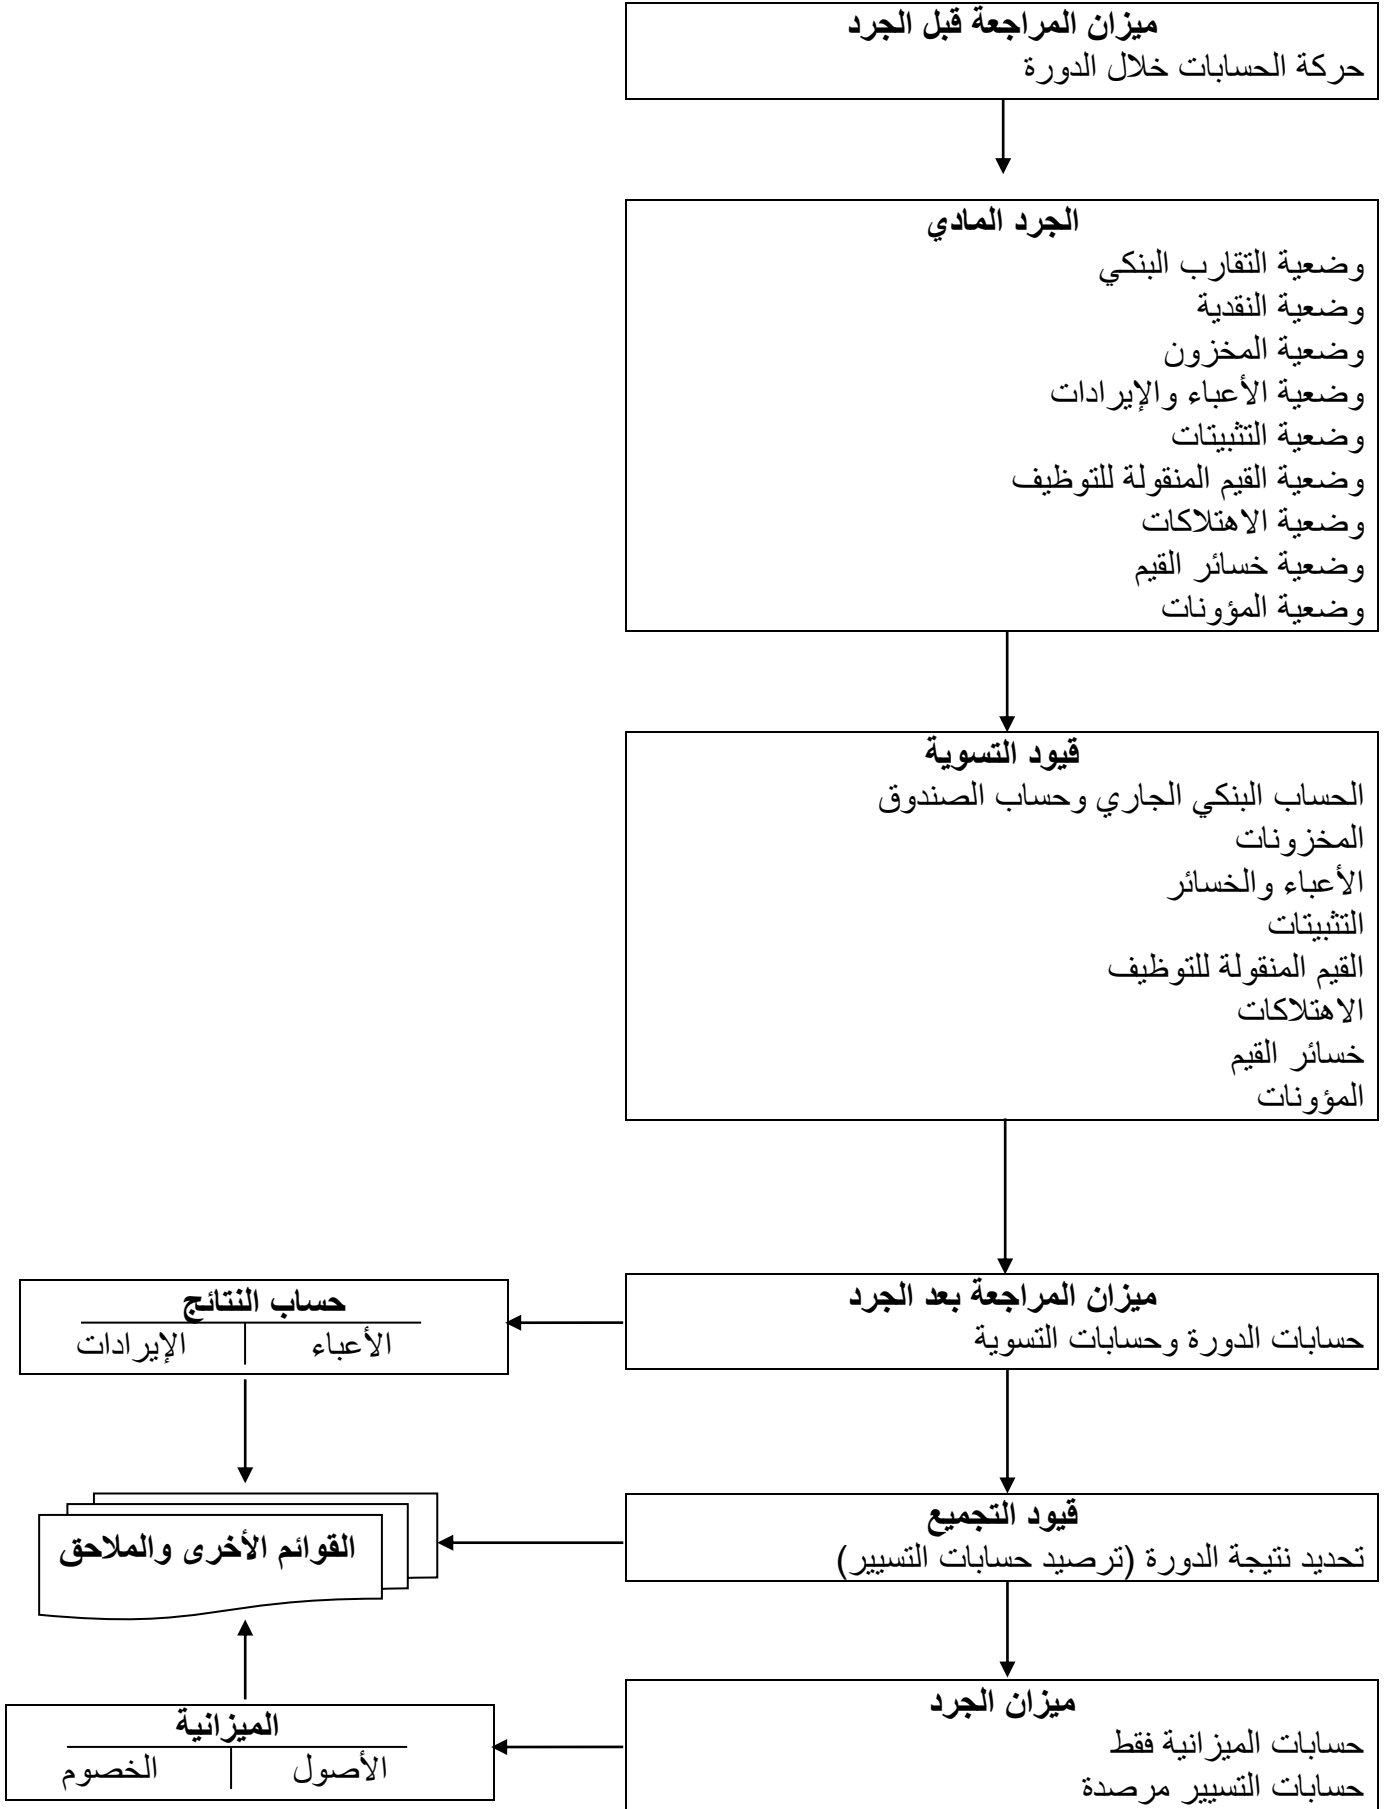 ميزان المراجعة قبل الجرد
حركة الحسابات خلال الدورة
الجرد المادي
وضعية التقارب البنكي
وضعية النقدية
وضعية المخزون
وضعية الأعباء والإيرادات
وضعية التثبيتات
وضعية القيم المنقولة للتوظيف
وضعية الاهتلاكات
وضعية خسائر القيم
وضعية المؤونات
قيود التسوية
الحساب البنكي الجاري وحساب الصندوق
المخزونات
الأعباء والخسائر
التثبيتات
القيم المنقولة للتوظيف
الاهتلاكات
خسائر القيم
المؤونات
ميزان المراجعة بعد الجرد
حسابات الدورة وحسابات التسوية
حساب النتائج
الأعباء الإيرادات
قيود التجميع
تحديد نتيجة الدورة (ترصيد حسابات التسيير)
القوائم الأخرى والملاحق
ميزان الجرد
حسابات الميزانية فقط
حسابات التسيير مرصدة
الميزانية
الأصول الخصوم